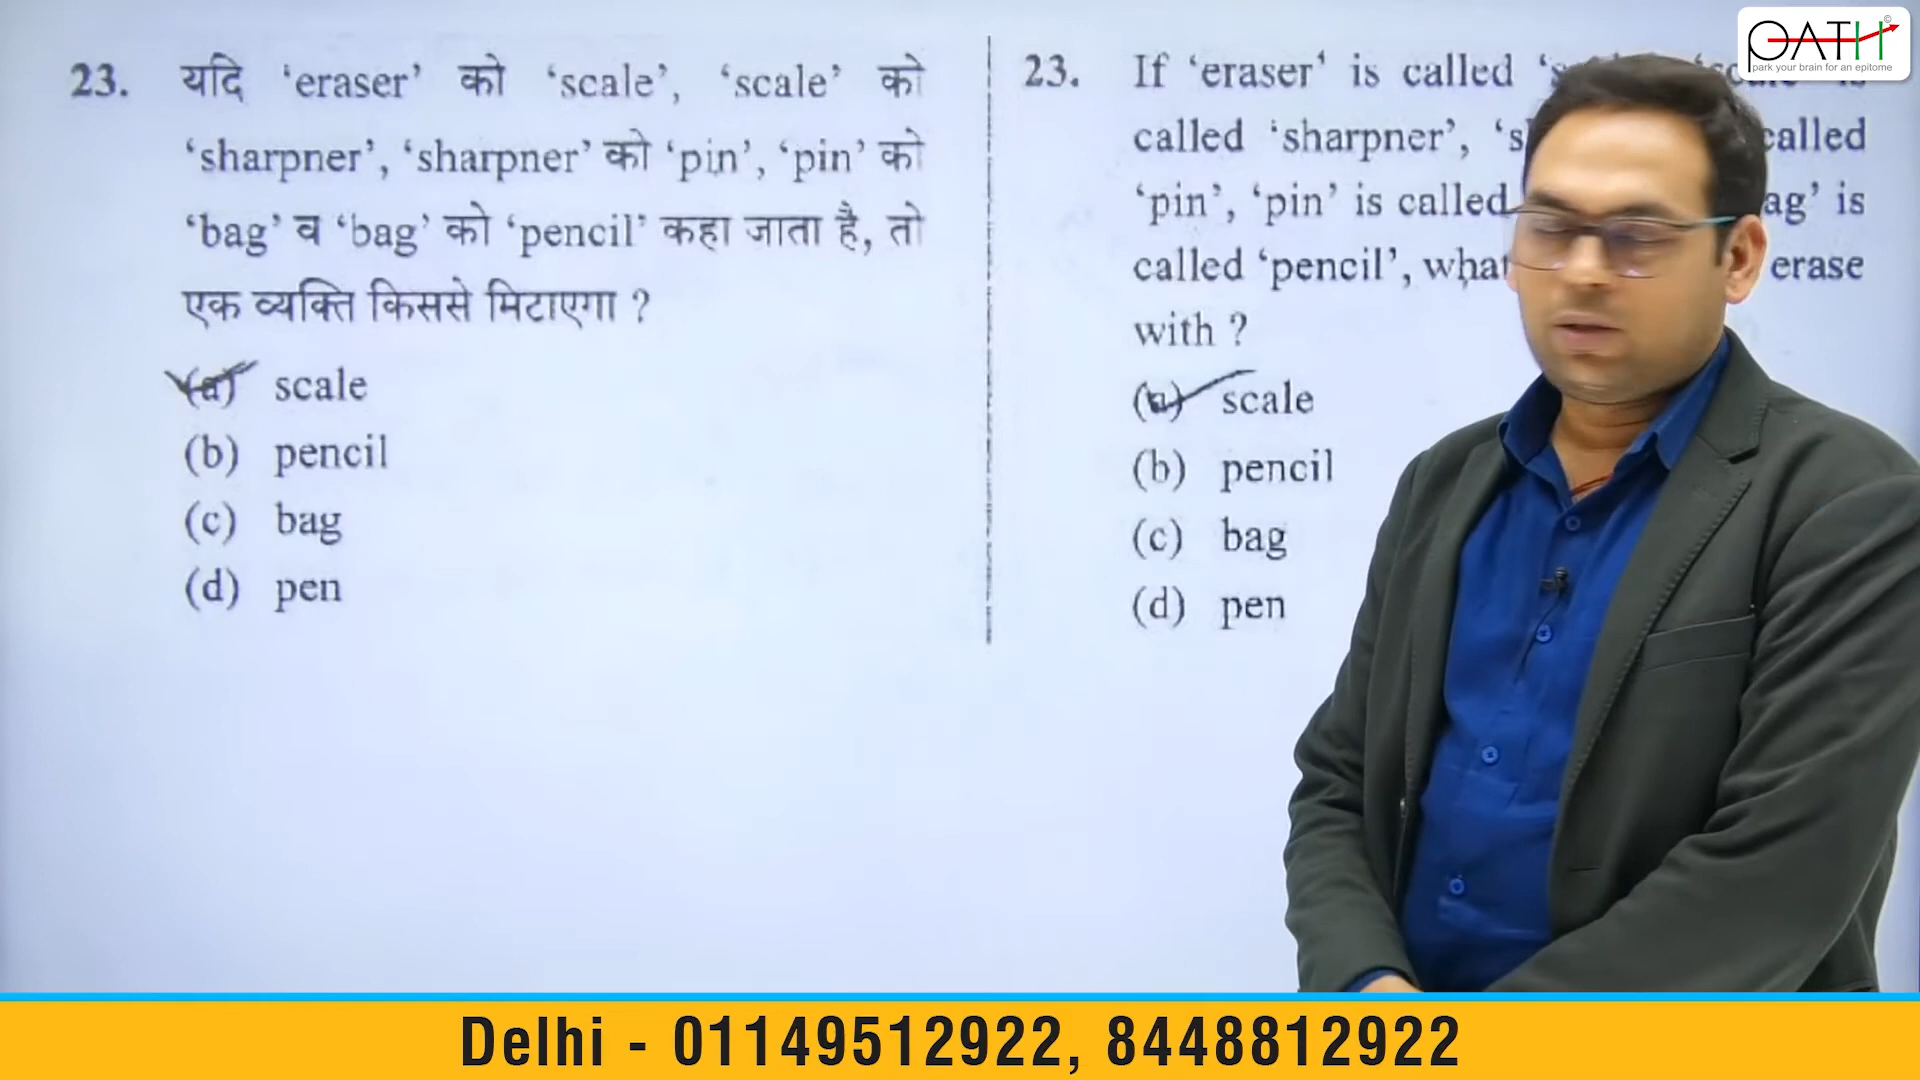 23. यदि ‘eraser’ को ‘scale’, ‘scale’ को
‘sharpner’, ‘sharpner’ को ‘pin’, ‘pin’ को
‘bag’ व ‘bag’ को ‘pencil’ कहा जाता है, तो
एक व्यक्ति किससे मिटाएगा ?
(a) scale
(b) pencil
(c) bag
(d) pen
23. If ‘eraser’ is called
called ‘sharpner’, called
‘pin’, ‘pin’ is called is
called ‘pencil’, what erase
with ?
(a) scale
(b) pencil
(c) bag
(d) pen
PATH
park your brain for an epitome
Delhi - 01149512922, 8448812922